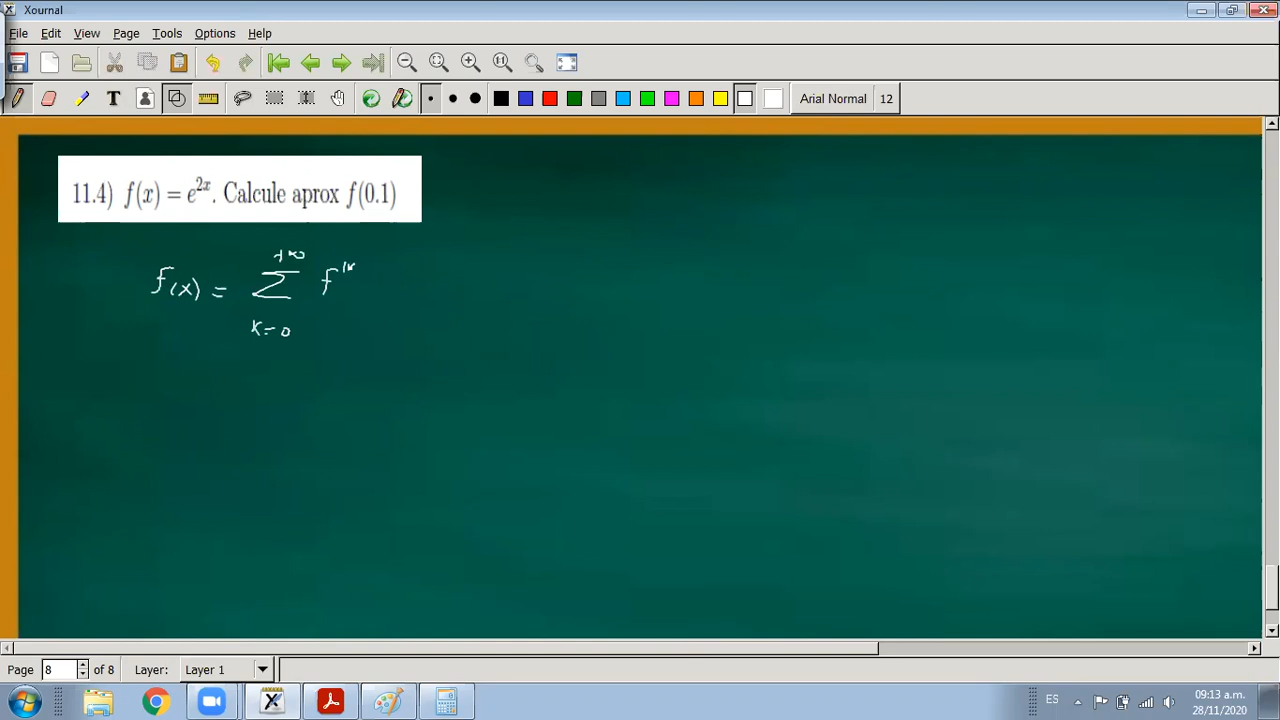 Xournal
File Edit View Page Tools Options Help
Arial Normal 12
11.4) f(x) = e^{2x}. Calcule aprox f(0.1)
+∞
f(x) = ∑ f^{(k
k=0
Page 8 of 8 Layer: Layer 1
ES 09:13 a.m.
28/11/2020